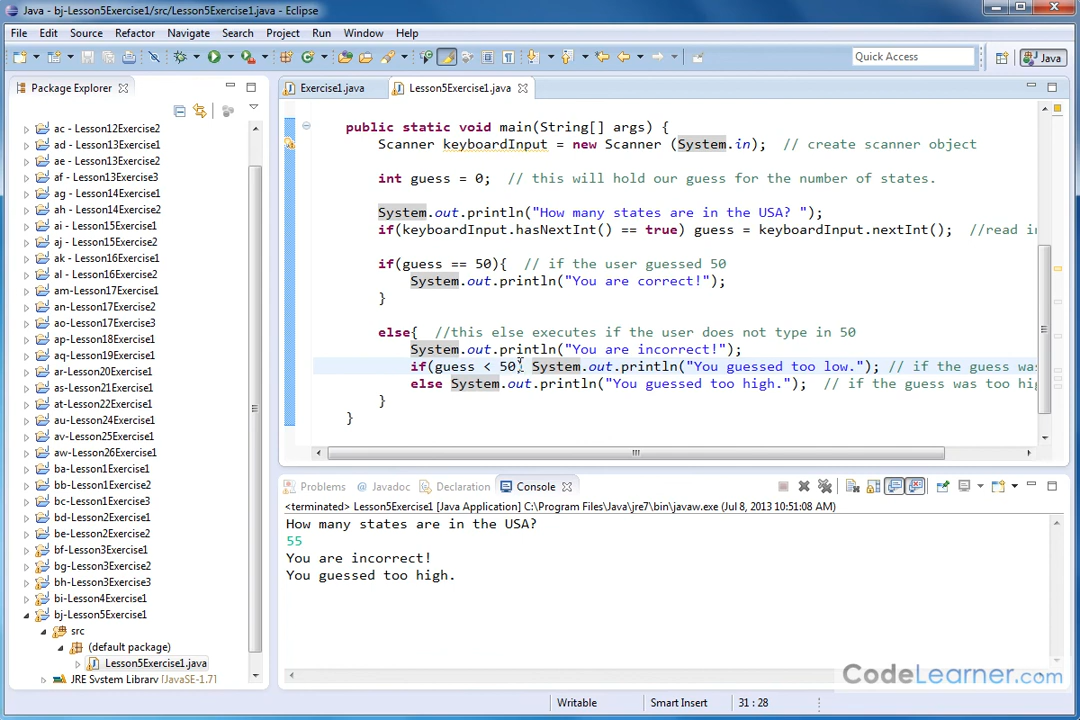 Java - bj-Lesson5Exercise1/src/Lesson5Exercise1.java - Eclipse
File Edit Source Refactor Navigate Search Project Run Window Help
Quick Access
Java
Package Explorer
ac - Lesson12Exercise2
ad - Lesson13Exercise1
ae - Lesson13Exercise2
af - Lesson13Exercise3
ag - Lesson14Exercise1
ah - Lesson14Exercise2
ai - Lesson15Exercise1
aj - Lesson15Exercise2
ak - Lesson16Exercise1
al - Lesson16Exercise2
am-Lesson17Exercise1
an-Lesson17Exercise2
ao-Lesson17Exercise3
ap-Lesson18Exercise1
aq-Lesson19Exercise1
ar-Lesson20Exercise1
as-Lesson21Exercise1
at-Lesson22Exercise1
au-Lesson24Exercise1
av-Lesson25Exercise1
aw-Lesson26Exercise1
ba-Lesson1Exercise1
bb-Lesson1Exercise2
bc-Lesson1Exercise3
bd-Lesson2Exercise1
be-Lesson2Exercise2
bf-Lesson3Exercise1
bg-Lesson3Exercise2
bh-Lesson3Exercise3
bi-Lesson4Exercise1
bj-Lesson5Exercise1
src
(default package)
Lesson5Exercise1.java
JRE System Library [JavaSE-1.7]
Exercise1.java Lesson5Exercise1.java
public static void main(String[] args) {
Scanner keyboardInput = new Scanner (System.in); // create scanner object
int guess = 0; // this will hold our guess for the number of states.
System.out.println("How many states are in the USA? ");
if(keyboardInput.hasNextInt() == true) guess = keyboardInput.nextInt(); //read in
if(guess == 50){ // if the user guessed 50
System.out.println("You are correct!");
}
else{ //this else executes if the user does not type in 50
System.out.println("You are incorrect!");
if(guess < 50) System.out.println("You guessed too low."); // if the guess was
else System.out.println("You guessed too high."); // if the guess was too hig
}
}
Problems Javadoc Declaration Console
<terminated> Lesson5Exercise1 [Java Application] C:\Program Files\Java\jre7\bin\javaw.exe (Jul 8, 2013 10:51:08 AM)
How many states are in the USA?
55
You are incorrect!
You guessed too high.
CodeLearner.com
Writable Smart Insert 31 : 28